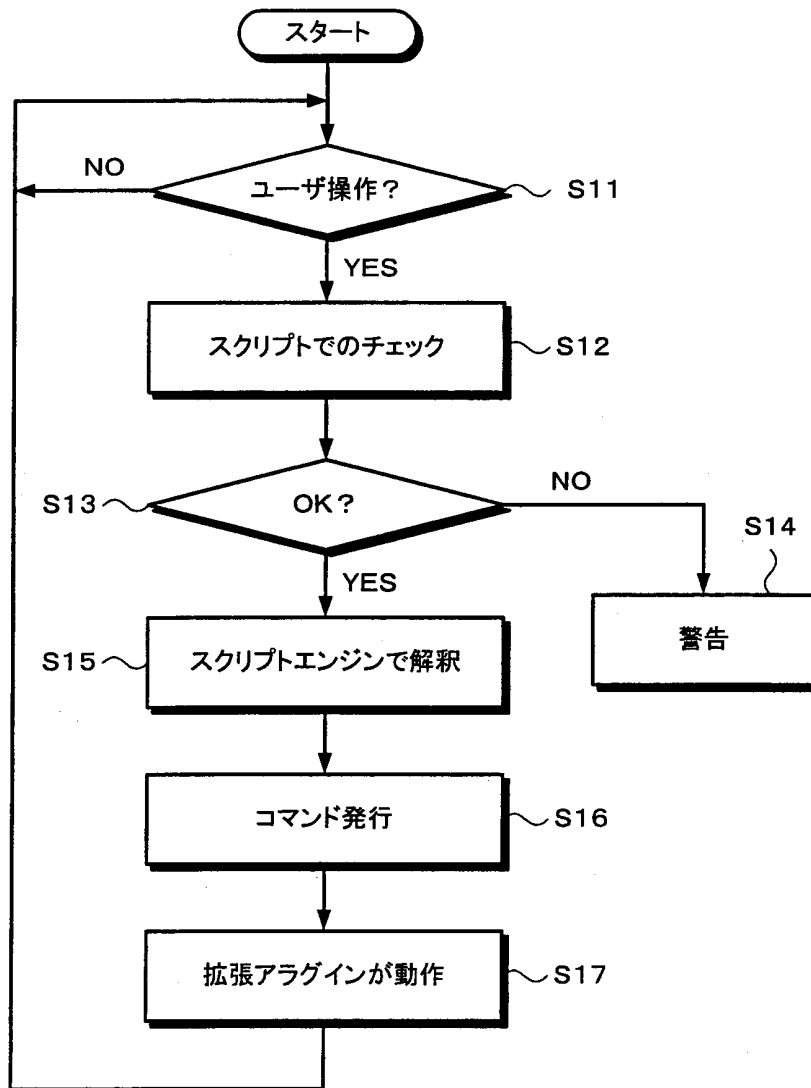 スタート
NO
ユーザ操作？
S11
YES
スクリプトでのチェック
S12
S13
OK？
NO
S14
YES
警告
S15
スクリプトエンジンで解釈
コマンド発行
S16
拡張アラグインが動作
S17